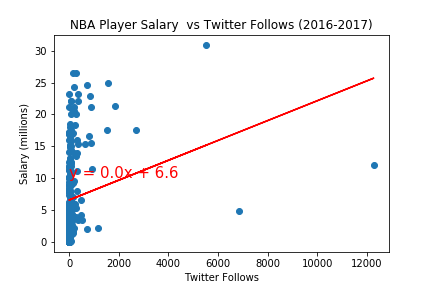 NBA Player Salary  vs Twitter Follows (2016-2017)
Salary (millions)
30
25
20
15
10
5
0
y = 0.0x + 6.6
0 2000 4000 6000 8000 10000 12000
Twitter Follows